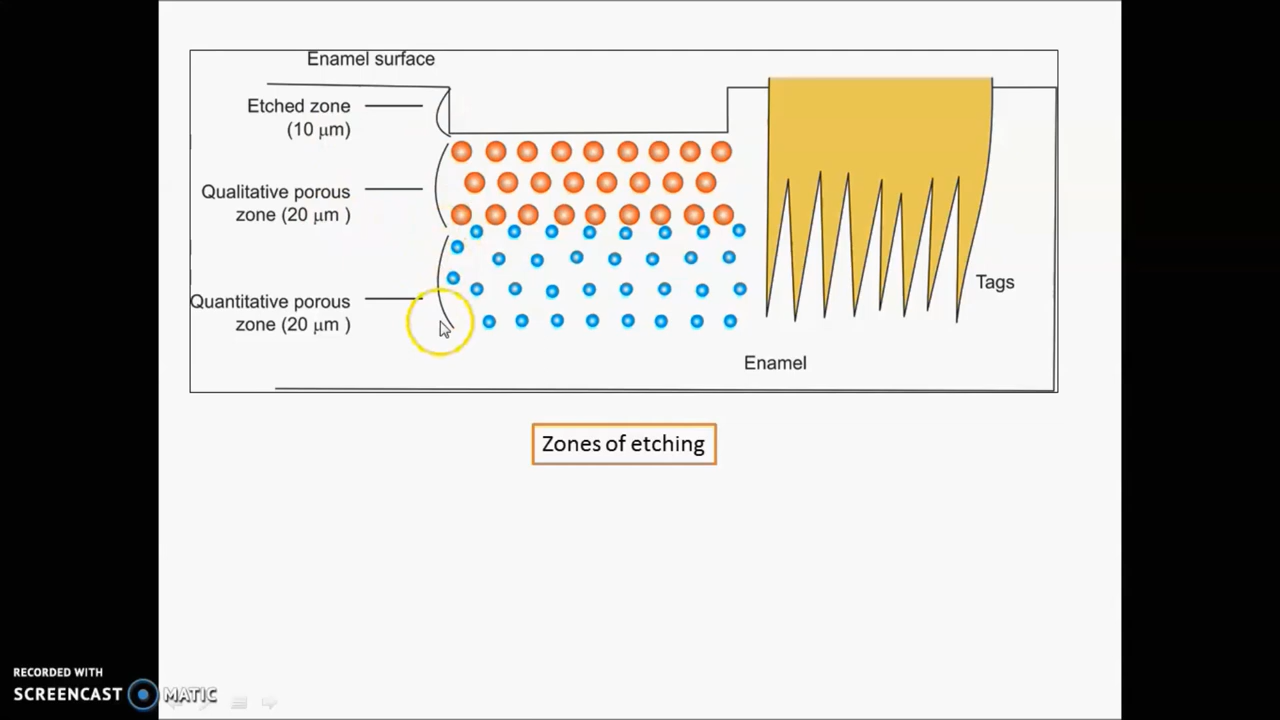 Enamel surface
Etched zone
(10 μm)
Qualitative porous
zone (20 μm )
Quantitative porous
zone (20 μm )
Tags
Enamel
Zones of etching
RECORDED WITH
SCREENCAST MATIC